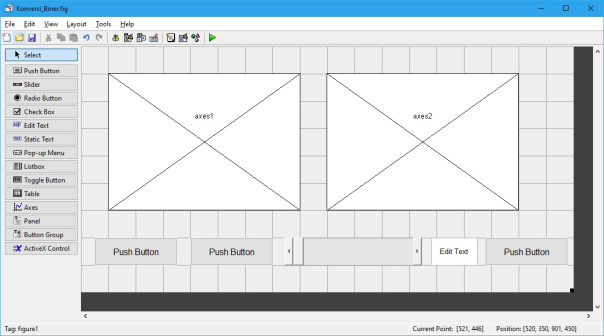 Konversi_Biner.fig
File Edit View Layout Tools Help
Select
Push Button
Slider
Radio Button
Check Box
Edit Text
Static Text
Pop-up Menu
Listbox
Toggle Button
Table
Axes
Panel
Button Group
ActiveX Control
axes1
axes2
Push Button
Push Button
Edit Text
Push Button
Tag: figure1
Current Point: [521, 446]
Position: [520, 350, 901, 450]